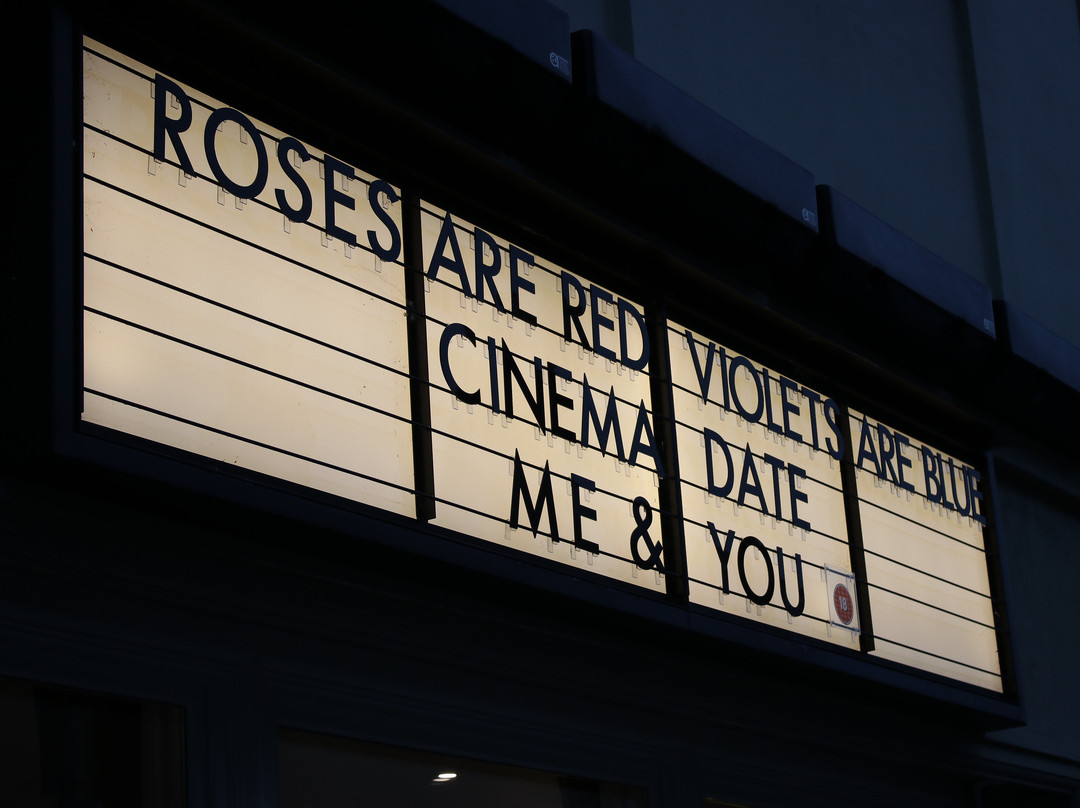 ROSES ARE RED VIOLETS ARE BLUE
CINEMA DATE
ME & YOU
18